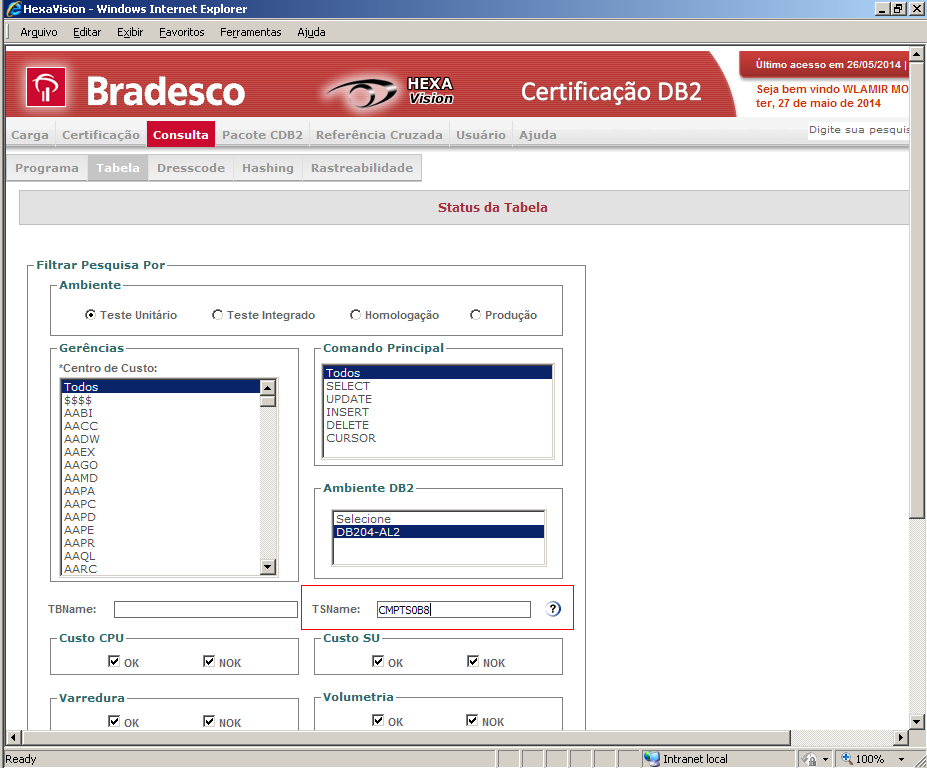 HexaVision - Windows Internet Explorer
Arquivo Editar Exibir Favoritos Ferramentas Ajuda
Bradesco HEXA Vision Certificação DB2
Último acesso em 26/05/2014 |
Seja bem vindo WLAMIR MO
ter, 27 de maio de 2014
Carga Certificação Consulta Pacote CDB2 Referência Cruzada Usuário Ajuda
Digite sua pesquis
Programa Tabela Dresscode Hashing Rastreabilidade
Status da Tabela
Filtrar Pesquisa Por
Ambiente
Teste Unitário Teste Integrado Homologação Produção
Gerências
*Centro de Custo:
Todos
$$$$
AABI
AACC
AADW
AAEX
AAGO
AAMD
AAPA
AAPC
AAPD
AAPE
AAPR
AAQL
AARC
Comando Principal
Todos
SELECT
UPDATE
INSERT
DELETE
CURSOR
Ambiente DB2
Selecione
DB204-AL2
TBName:
TSName: CMPTS0B8 ?
Custo CPU
OK NOK
Custo SU
OK NOK
Varredura
OK NOK
Volumetria
OK NOK
Ready Intranet local 100%